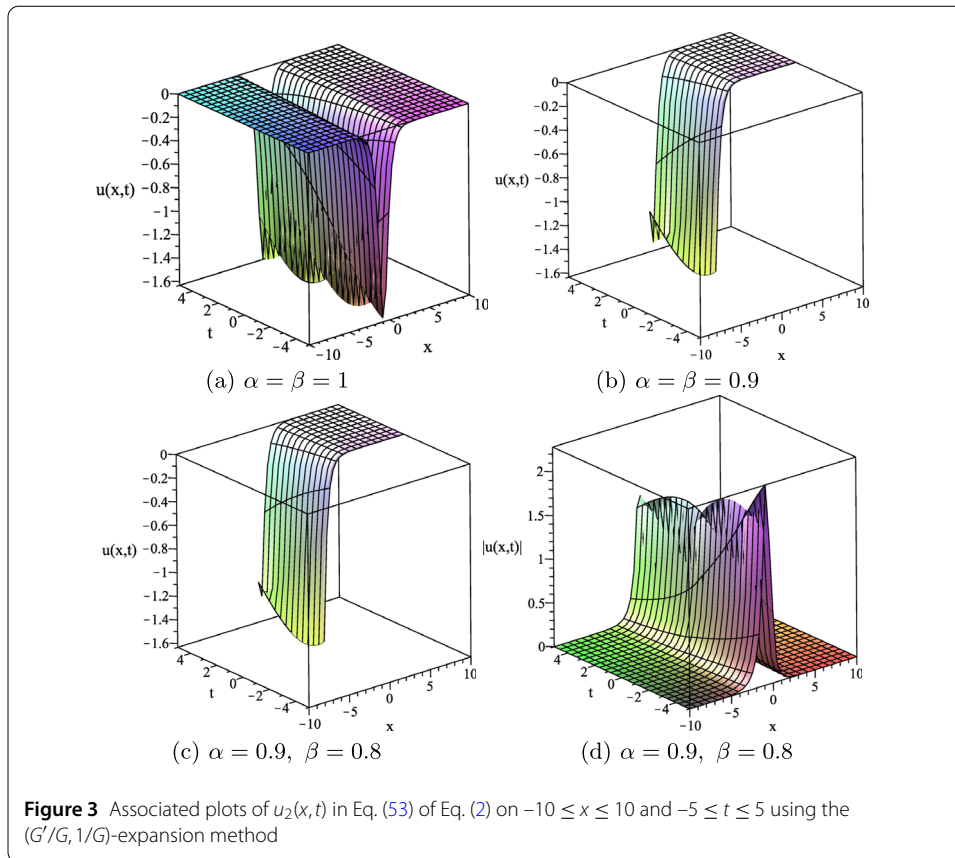 0
−0.2
−0.4
−0.6
u(x,t) −0.8
−1
−1.2
−1.4
−1.6
4 2 0 −2 −4
t
−10 −5 0 5 10
x
(a) α = β = 1
0
−0.2
−0.4
−0.6
u(x,t) −0.8
−1
−1.2
−1.4
−1.6
4 2 0 −2 −4
t
−10 −5 0 5 10
x
(b) α = β = 0.9
0
−0.2
−0.4
−0.6
u(x,t) −0.8
−1
−1.2
−1.4
−1.6
4 2 0 −2 −4
t
−10 −5 0 5 10
x
(c) α = 0.9, β = 0.8
2
1.5
|u(x,t)| 1
0.5
0
4 2 0 −2 −4
t
−10 −5 0 5 10
x
(d) α = 0.9, β = 0.8
Figure 3 Associated plots of u₂(x, t) in Eq. (53) of Eq. (2) on −10 ≤ x ≤ 10 and −5 ≤ t ≤ 5 using the
(G′/G, 1/G)-expansion method